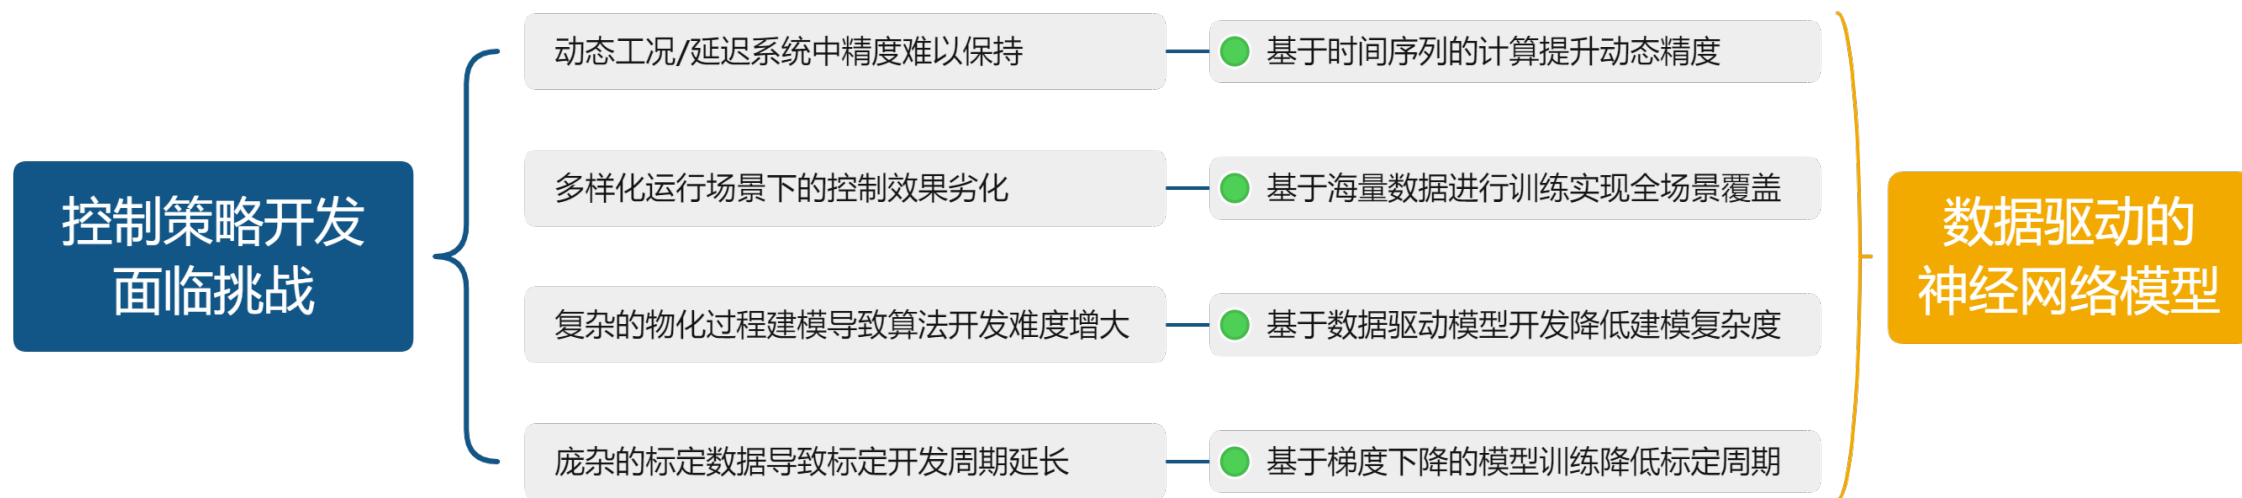 控制策略开发
面临挑战
动态工况/延迟系统中精度难以保持
基于时间序列的计算提升动态精度
多样化运行场景下的控制效果劣化
基于海量数据进行训练实现全场景覆盖
复杂的物化过程建模导致算法开发难度增大
基于数据驱动模型开发降低建模复杂度
庞杂的标定数据导致标定开发周期延长
基于梯度下降的模型训练降低标定周期
数据驱动的
神经网络模型